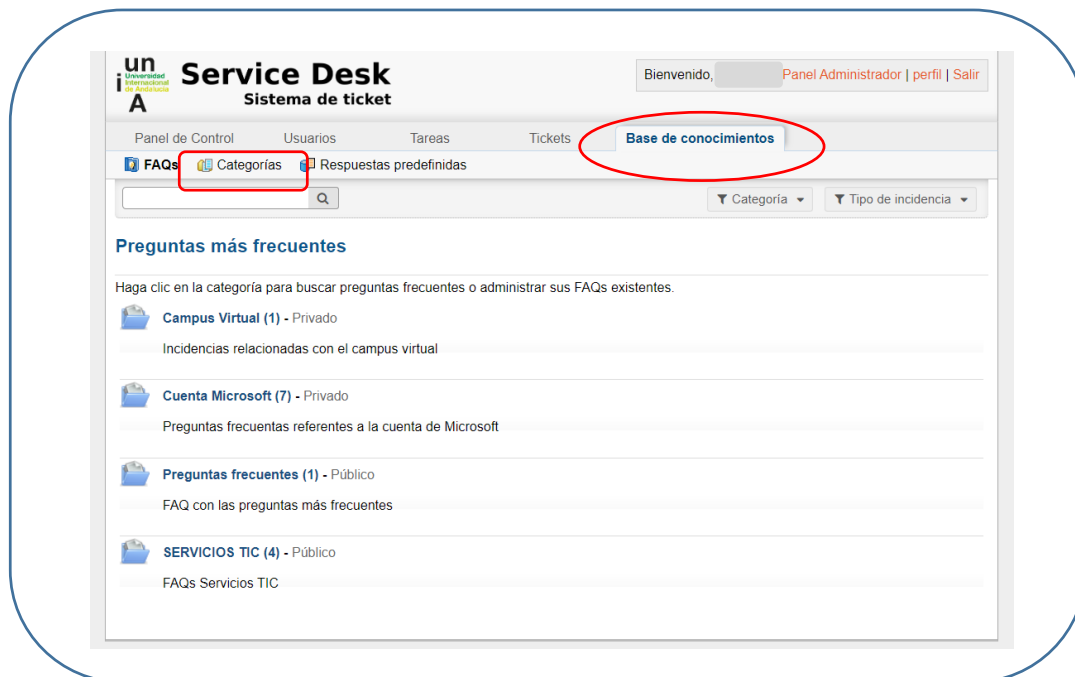 un
i Universidad
Internacional
de Andalucía
A
Service Desk
Sistema de ticket
Bienvenido, Panel Administrador | perfil | Salir
Panel de Control Usuarios Tareas Tickets Base de conocimientos
FAQs Categorías Respuestas predefinidas
Categoría Tipo de incidencia
Preguntas más frecuentes
Haga clic en la categoría para buscar preguntas frecuentes o administrar sus FAQs existentes.
Campus Virtual (1) - Privado
Incidencias relacionadas con el campus virtual
Cuenta Microsoft (7) - Privado
Preguntas frecuentas referentes a la cuenta de Microsoft
Preguntas frecuentes (1) - Público
FAQ con las preguntas más frecuentes
SERVICIOS TIC (4) - Público
FAQs Servicios TIC